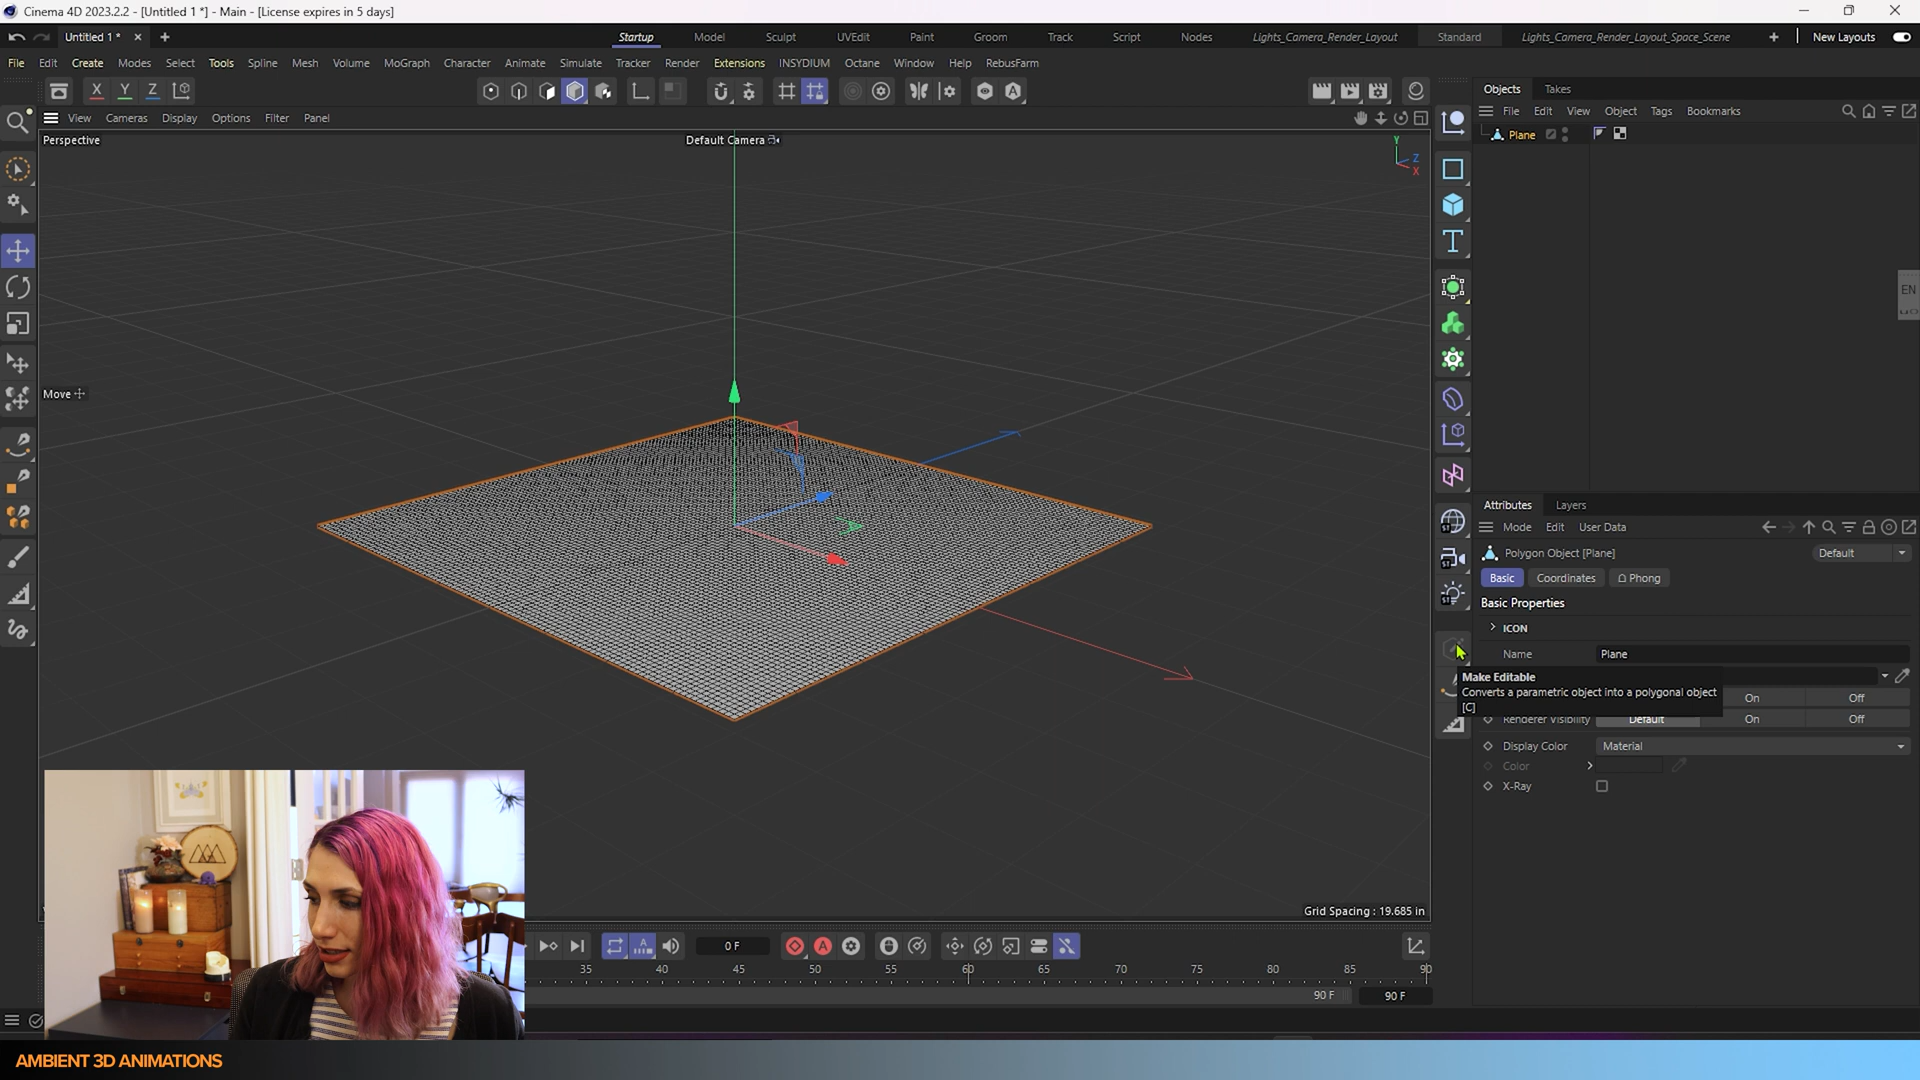 Cinema 4D 2023.2.2 - [Untitled 1 *] - Main - [License expires in 5 days]
Untitled 1 *
Startup Model Sculpt UVEdit Paint Groom Track Script Nodes Lights_Camera_Render_Layout Standard Lights_Camera_Render_Layout_Space_Scene New Layouts
File Edit Create Modes Select Tools Spline Mesh Volume MoGraph Character Animate Simulate Tracker Render Extensions INSYDIUM Octane Window Help RebusFarm
X Y Z
Objects Takes
View Cameras Display Options Filter Panel
File Edit View Object Tags Bookmarks
Perspective
Default Camera
Y
Z
X
Plane
EN
Move
Attributes Layers
Mode Edit User Data
Polygon Object [Plane]
Default
Basic Coordinates Phong
Basic Properties
ICON
Name Plane
Make Editable
Converts a parametric object into a polygonal object
[C]
On Off
Renderer Visibility Default On Off
Display Color Material
Color
X-Ray
Grid Spacing : 19.685 in
0 F
35 40 45 50 55 60 65 70 75 80 85 90
90 F 90 F
AMBIENT 3D ANIMATIONS